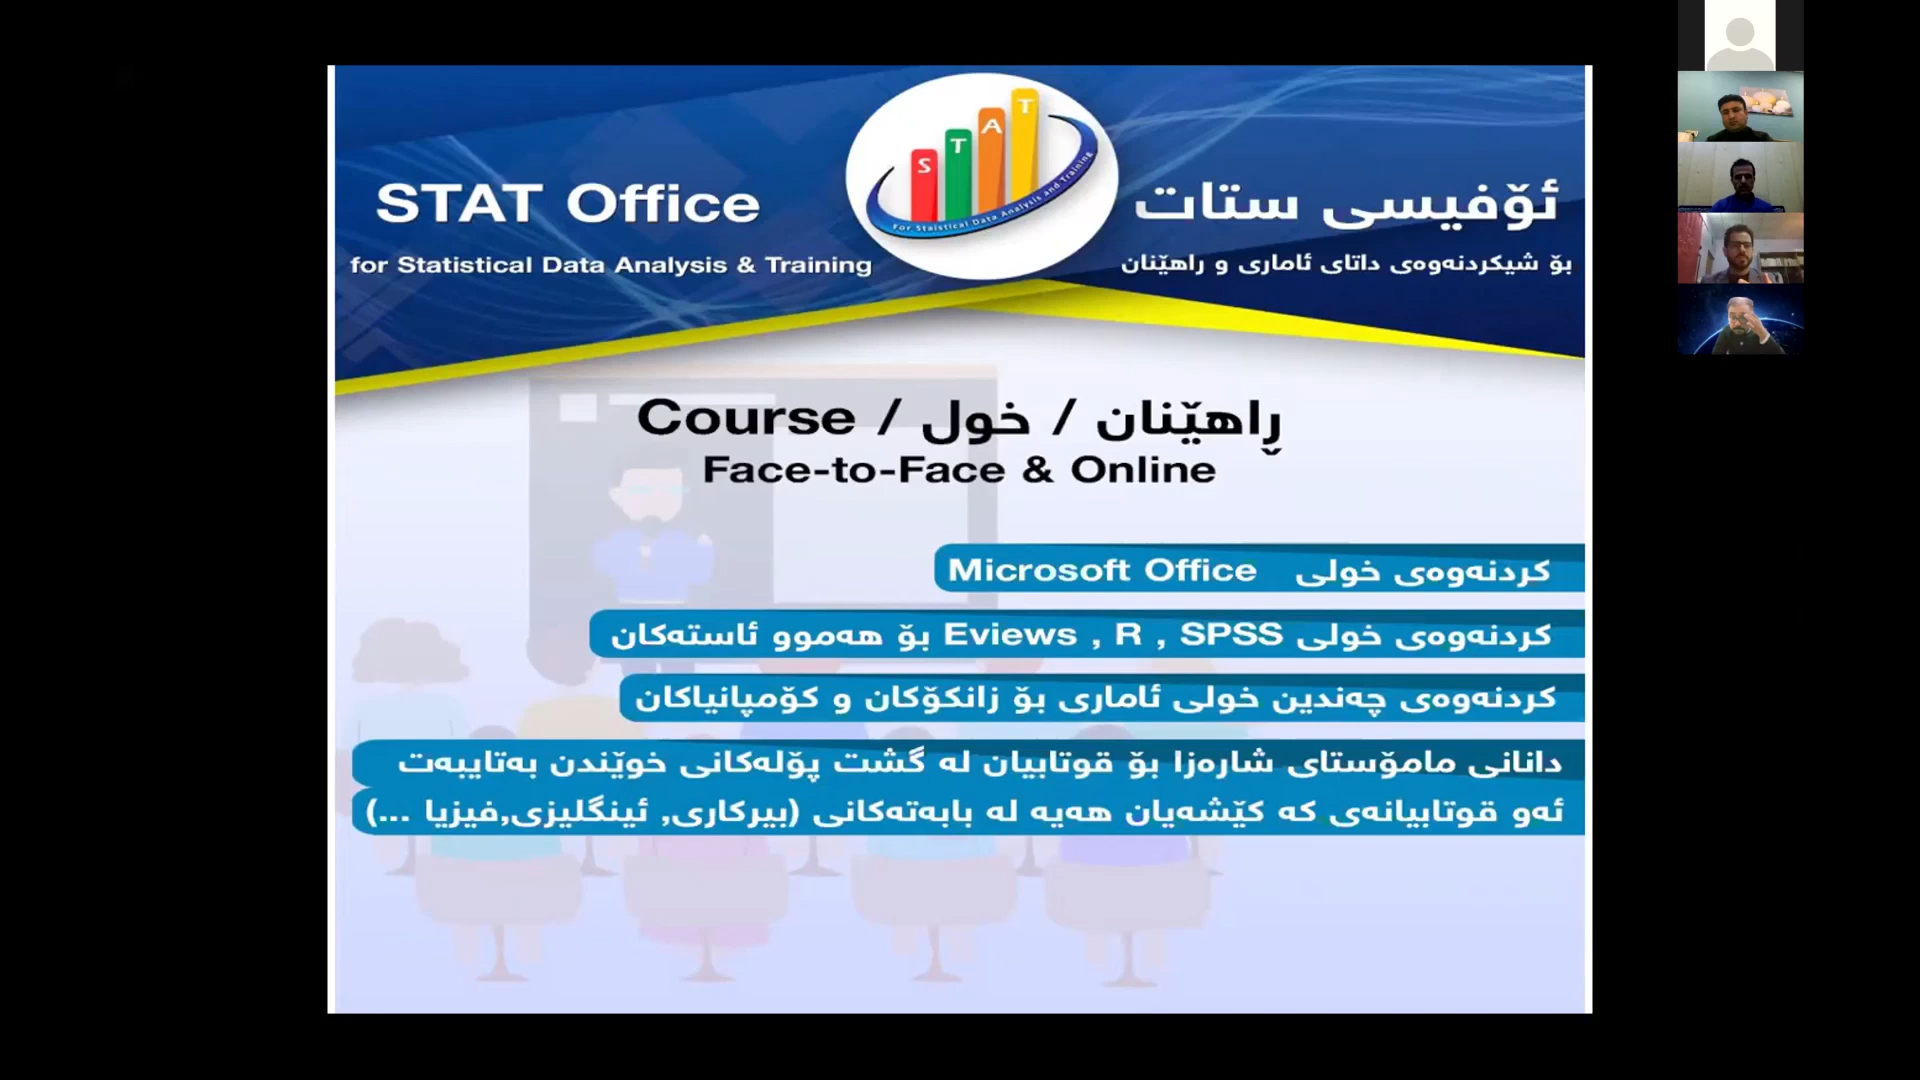 STAT Office
for Statistical Data Analysis & Training
S T A T
For Staistical Data Analysis and Training
ئۆفیسی ستات
بۆ شیکردنەوەی داتای ئاماری و راهێنان
ڕاهێنان / خول / Course
Face-to-Face & Online
کردنەوەی خولی Microsoft Office
کردنەوەی خولی Eviews , R , SPSS بۆ هەموو ئاستەکان
کردنەوەی چەندین خولی ئاماری بۆ زانکۆکان و کۆمپانیاکان
دانانی مامۆستای شارەزا بۆ قوتابیان لە گشت پۆلەکانی خوێندن بەتایبەت
ئەو قوتابیانەی کە کێشەیان هەیە لە بابەتەکانی (بیرکاری, ئینگلیزی,فیزیا ...)